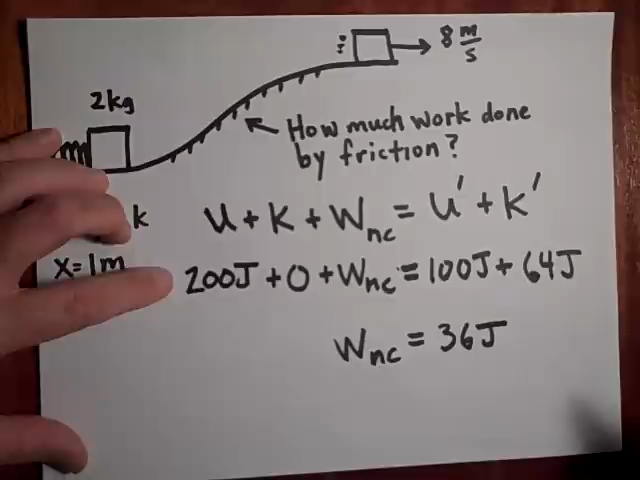 8 m/s
2kg
How much work done
by friction?
k
U + K + Wnc = U' + K'
x = 1m
200J + 0 + Wnc = 100J + 64J
Wnc = 36J